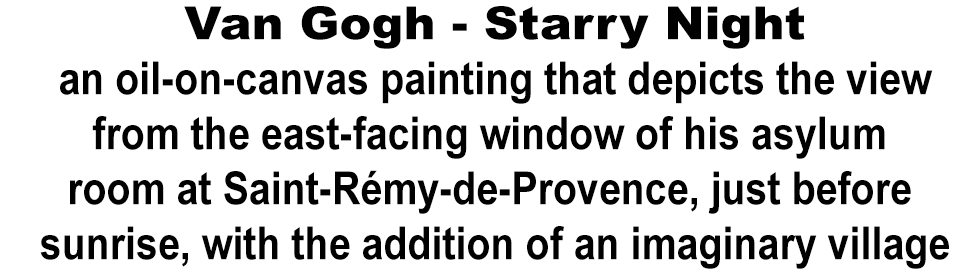 Van Gogh - Starry Night
an oil-on-canvas painting that depicts the view
from the east-facing window of his asylum
room at Saint-Rémy-de-Provence, just before
sunrise, with the addition of an imaginary village